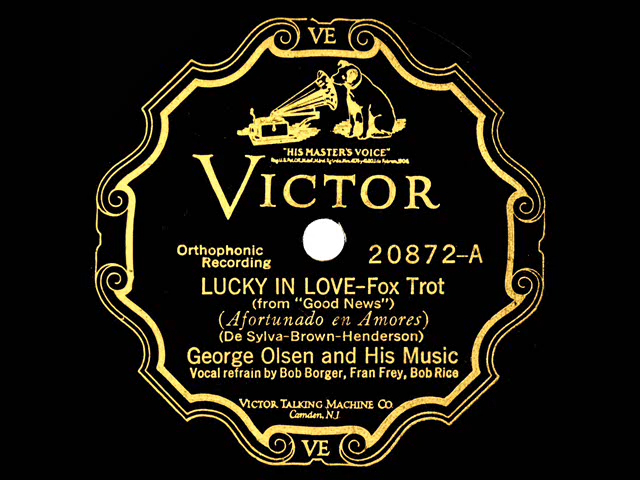 VE
"HIS MASTER'S VOICE"
VICTOR
Orthophonic
Recording
20872-A
LUCKY IN LOVE-Fox Trot
(from "Good News")
(Afortunado en Amores)
(De Sylva-Brown-Henderson)
George Olsen and His Music
Vocal refrain by Bob Borger, Fran Frey, Bob Rice
VICTOR TALKING MACHINE CO.
Camden, N.J.
VE